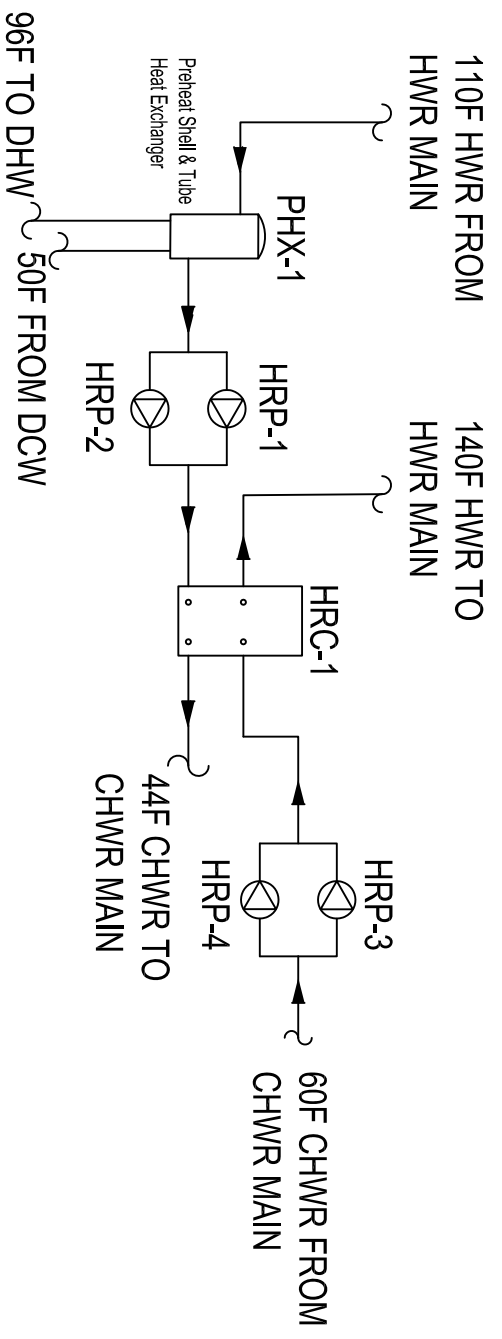 110F HWR FROM
HWR MAIN
140F HWR TO
HWR MAIN
PHX-1
Preheat Shell & Tube
Heat Exchanger
HRP-1
HRP-2
HRC-1
HRP-3
HRP-4
96F TO DHW
50F FROM DCW
44F CHWR TO
CHWR MAIN
60F CHWR FROM
CHWR MAIN